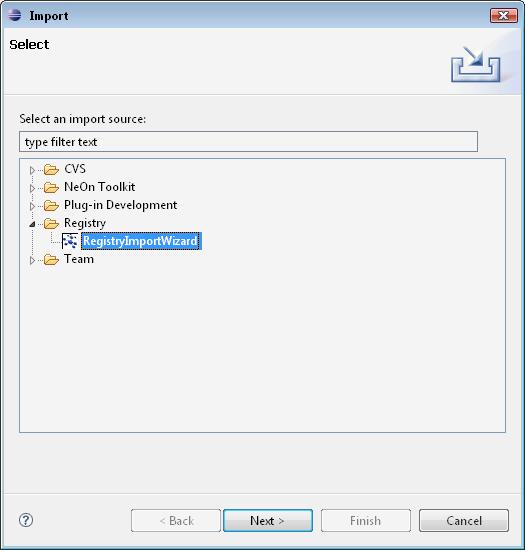 Import
Select
Select an import source:
type filter text
CVS
NeOn Toolkit
Plug-in Development
Registry
RegistryImportWizard
Team
?
< Back
Next >
Finish
Cancel